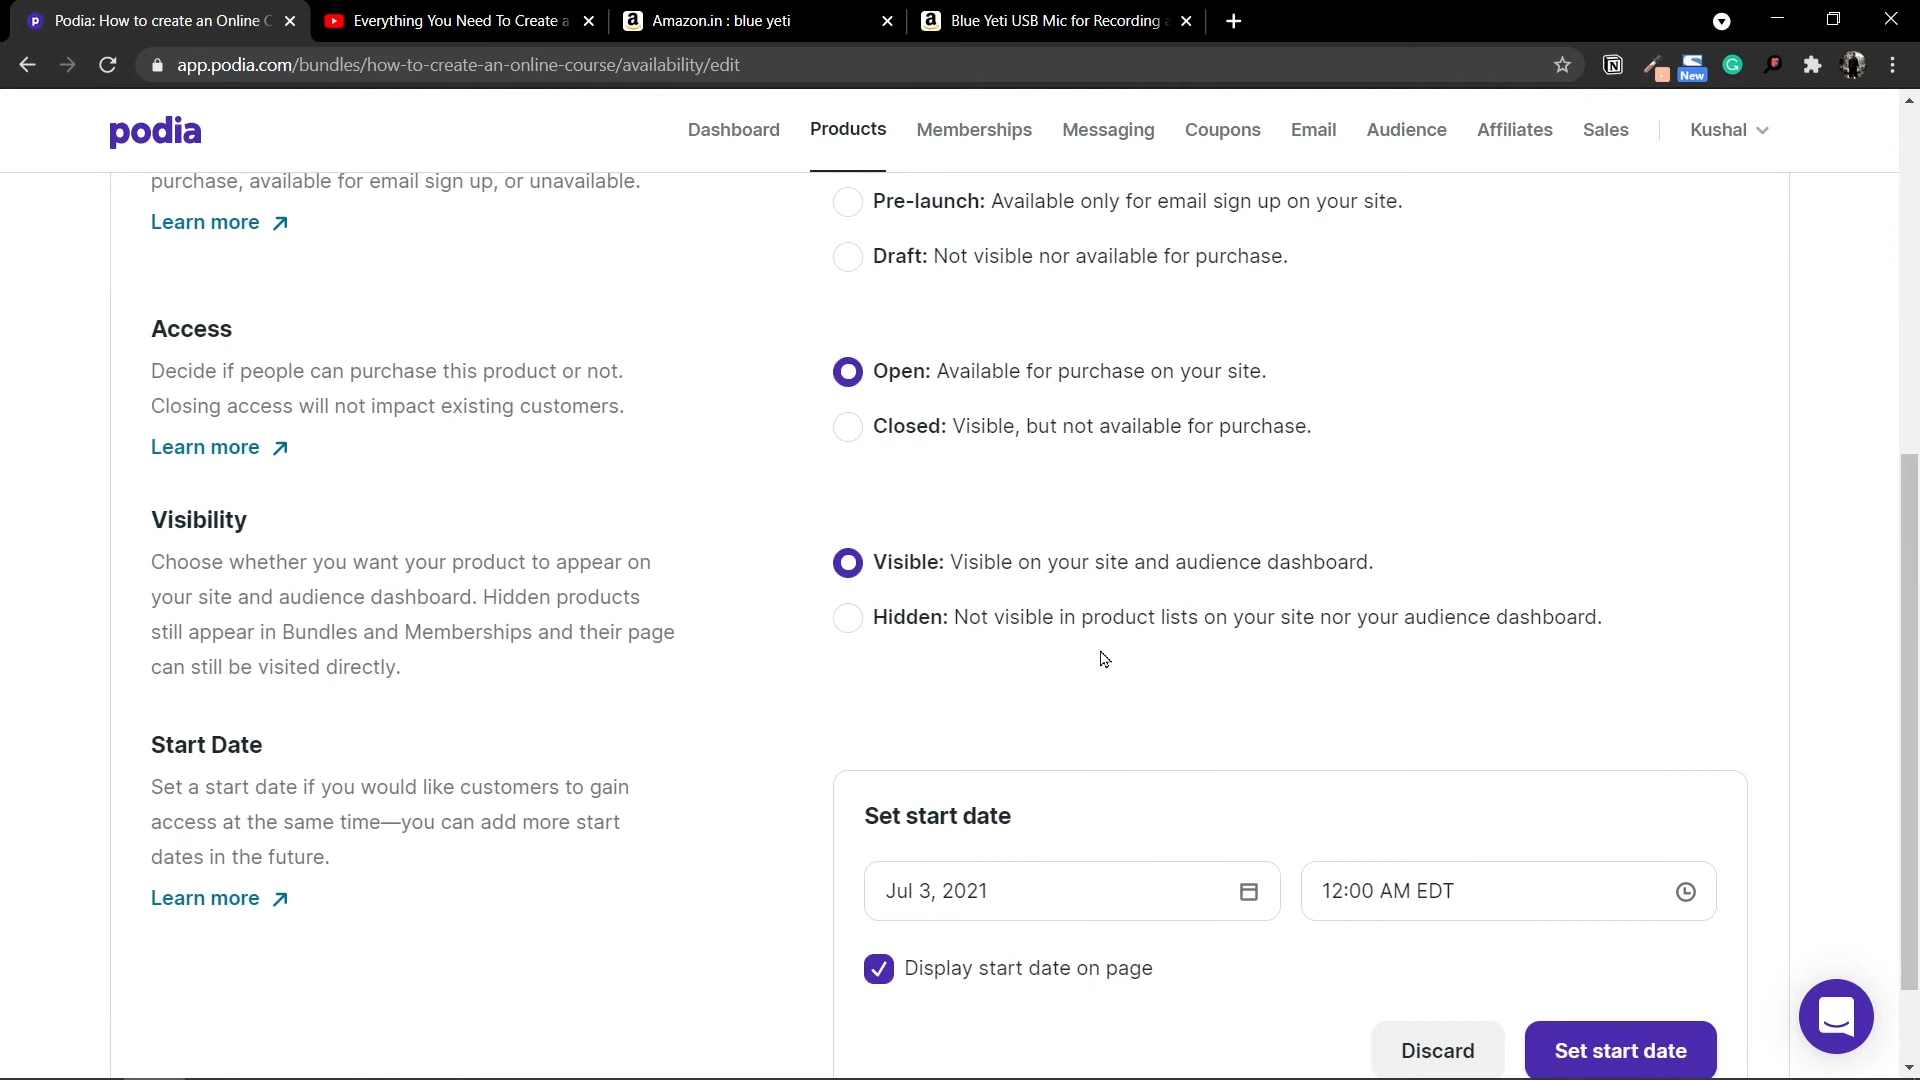 Podia: How to create an Online C
Everything You Need To Create a
Amazon.in : blue yeti
Blue Yeti USB Mic for Recording a
app.podia.com/bundles/how-to-create-an-online-course/availability/edit
New
podia
Dashboard
Products
Memberships
Messaging
Coupons
Email
Audience
Affiliates
Sales
Kushal
purchase, available for email sign up, or unavailable.
Learn more
Pre-launch: Available only for email sign up on your site.
Draft: Not visible nor available for purchase.
Access
Decide if people can purchase this product or not.
Closing access will not impact existing customers.
Learn more
Open: Available for purchase on your site.
Closed: Visible, but not available for purchase.
Visibility
Choose whether you want your product to appear on
your site and audience dashboard. Hidden products
still appear in Bundles and Memberships and their page
can still be visited directly.
Visible: Visible on your site and audience dashboard.
Hidden: Not visible in product lists on your site nor your audience dashboard.
Start Date
Set a start date if you would like customers to gain
access at the same time—you can add more start
dates in the future.
Learn more
Set start date
Jul 3, 2021
12:00 AM EDT
Display start date on page
Discard
Set start date